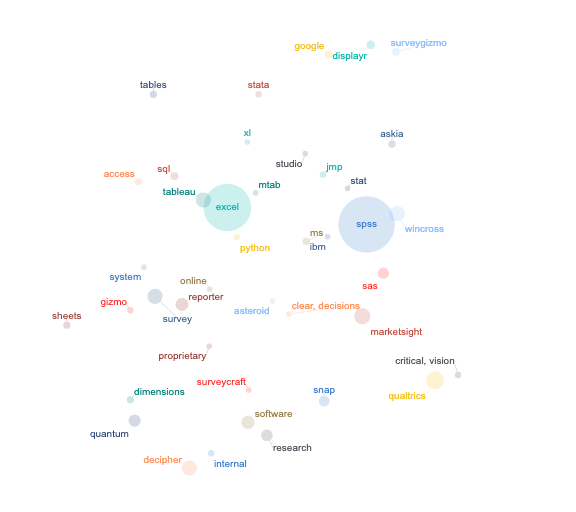 google
surveygizmo
displayr
tables
stata
xl
askia
studio
sql
jmp
access
stat
tableau
mtab
excel
spss
wincross
ms
python
ibm
system
online
sas
gizmo
reporter
asteroid
clear, decisions
sheets
survey
marketsight
proprietary
critical, vision
surveycraft
dimensions
snap
qualtrics
software
quantum
research
decipher
internal